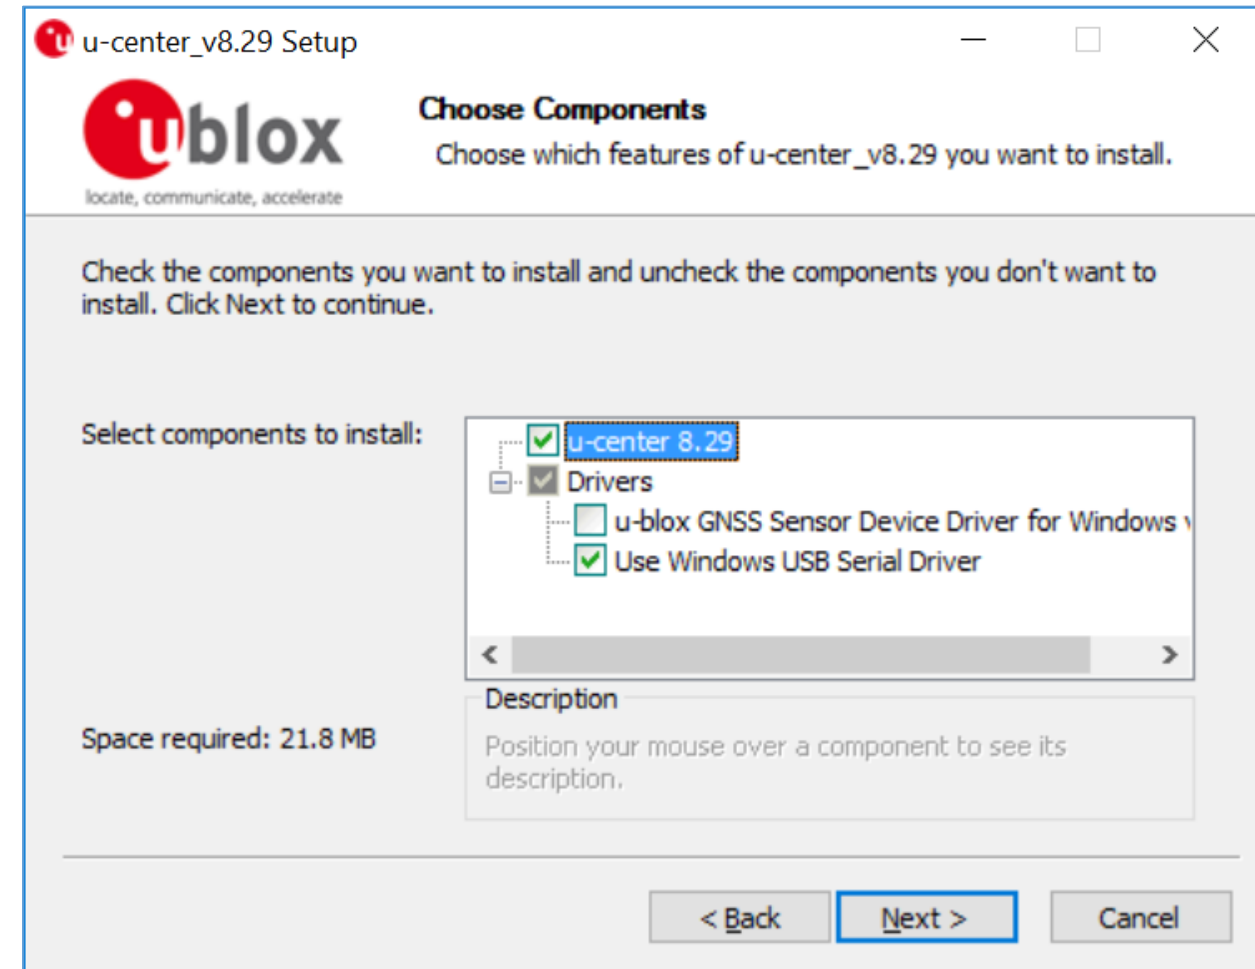 u-center_v8.29 Setup
ublox
locate, communicate, accelerate
Choose Components
Choose which features of u-center_v8.29 you want to install.
Check the components you want to install and uncheck the components you don't want to
install. Click Next to continue.
Select components to install:
u-center 8.29
Drivers
u-blox GNSS Sensor Device Driver for Windows
Use Windows USB Serial Driver
Space required: 21.8 MB
Description
Position your mouse over a component to see its
description.
< Back
Next >
Cancel